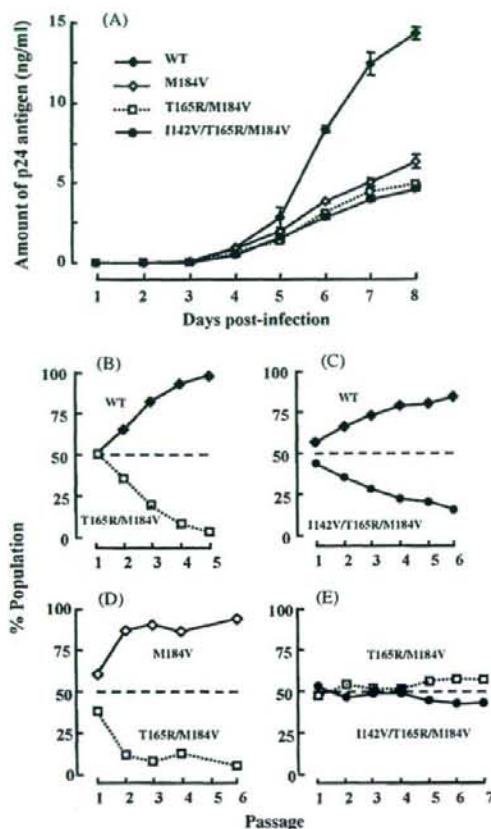 (A)
Amount of p24 antigen (ng/ml)
15
10
5
0
WT
M184V
T165R/M184V
I142V/T165R/M184V
1 2 3 4 5 6 7 8
Days post-infection
% Population
(B)
100
75
50
25
0
WT
T165R/M184V
1 2 3 4 5
(C)
100
75
50
25
0
WT
I142V/T165R/M184V
1 2 3 4 5 6
(D)
100
75
50
25
0
M184V
T165R/M184V
1 2 3 4 5 6
(E)
100
75
50
25
0
T165R/M184V
I142V/T165R/M184V
1 2 3 4 5 6 7
Passage